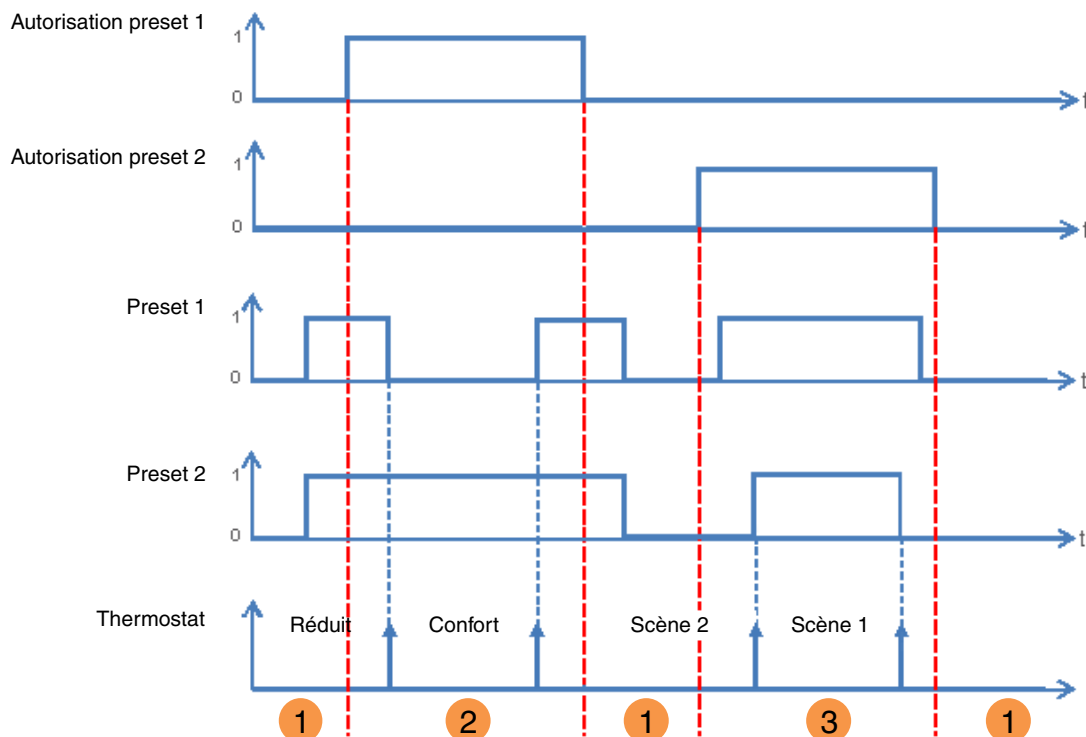 Autorisation preset 1
1
0
t
Autorisation preset 2
1
0
t
Preset 1
1
0
t
Preset 2
1
0
t
Thermostat
Réduit
Confort
Scène 2
Scène 1
1
2
1
3
1